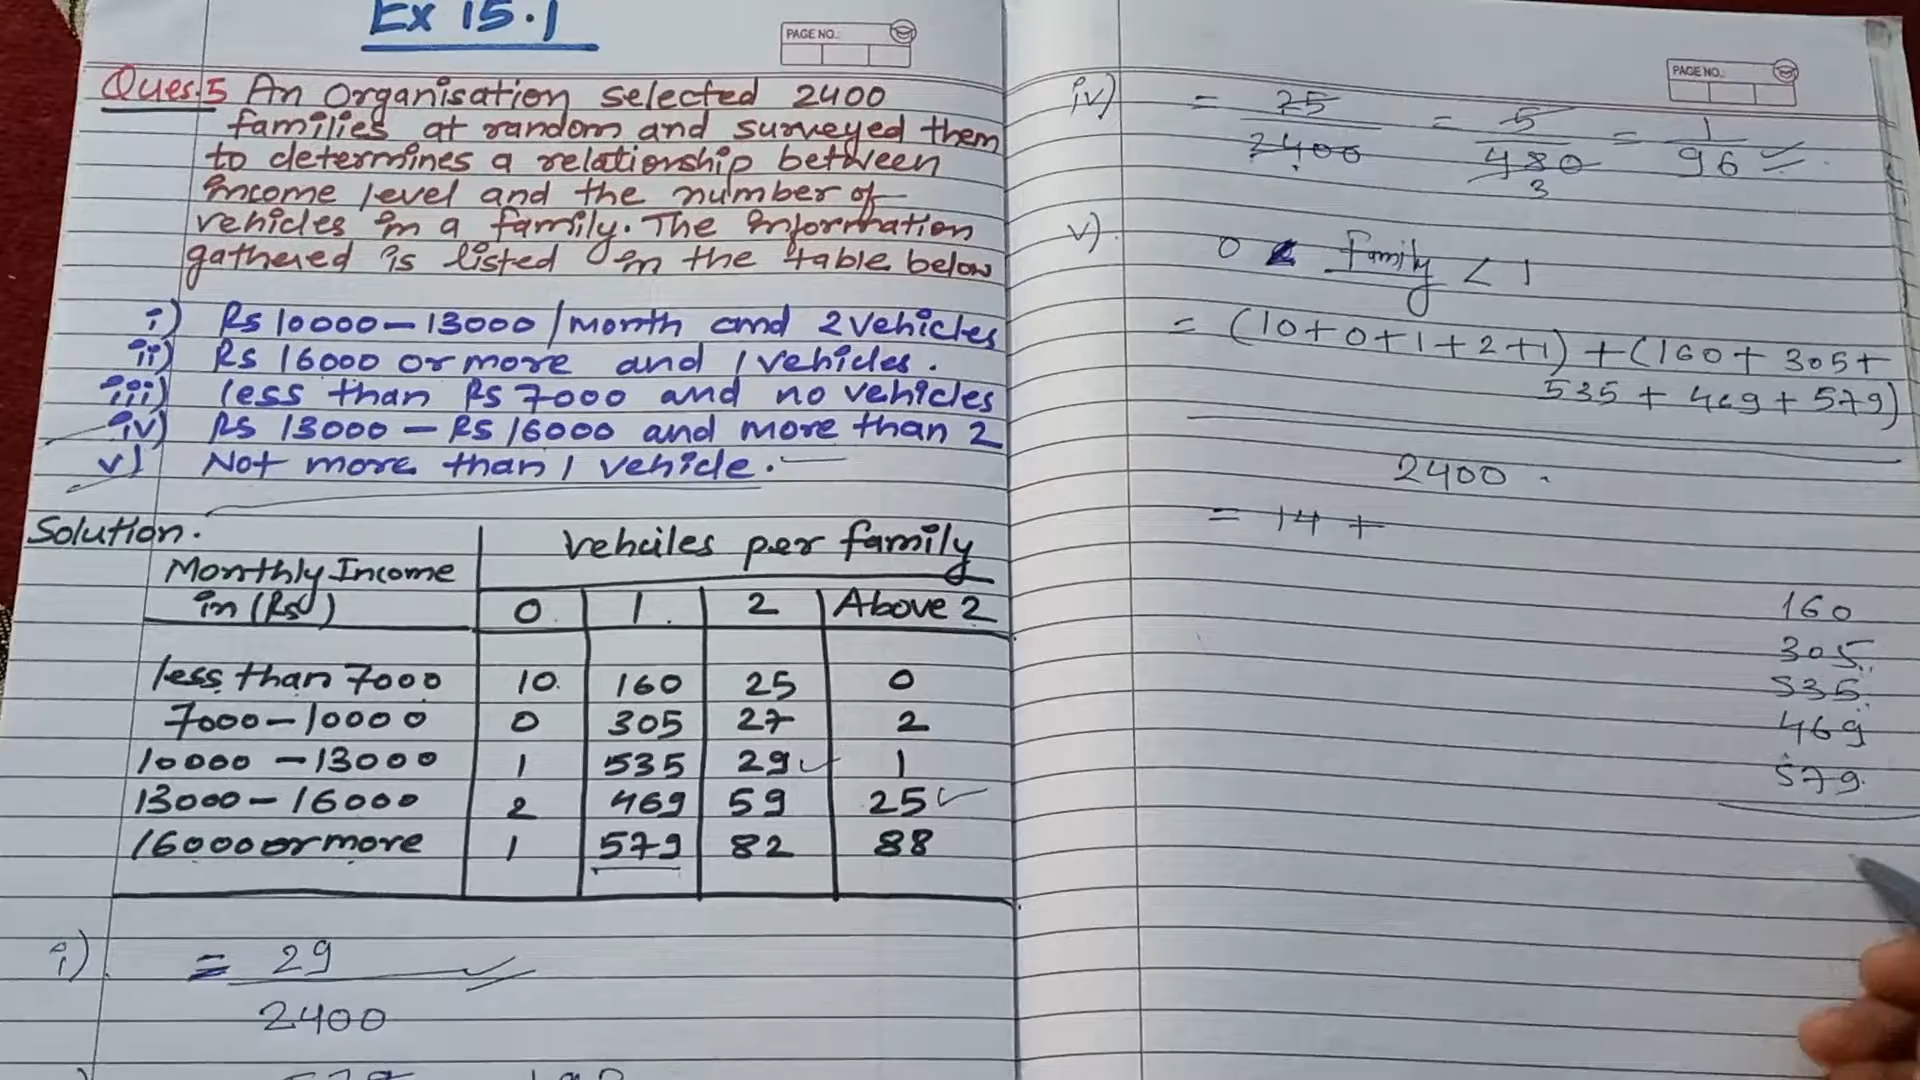 Ex 15.1
PAGE NO.:
Ques.5 An Organisation selected 2400
families at random and surveyed them
to determines a relationship between
income level and the number of
vehicles in a family. The information
gathered is listed in the table below
i) Rs 10000-13000/month and 2 vehicles
ii) Rs 16000 or more and 1 vehicles.
iii) less than Rs 7000 and no vehicles
iv) Rs 13000 - Rs 16000 and more than 2
v) Not more than 1 vehicle.
Solution.
Monthly Income in (Rs) Vehciles per family
0 1 2 Above 2
less than 7000 10 160 25 0
7000-10000 0 305 27 2
10000-13000 1 535 29 1
13000-16000 2 469 59 25
16000 or more 1 579 82 88
i) = 29
2400
PAGE NO.:
iv) = 25 = 5 = 1
2400 480 96
3
v) 0 Family < 1
= (10+0+1+2+1) + (160+ 305+
535 + 469 + 579)
2400.
= 14 +
160
305
535
469
579